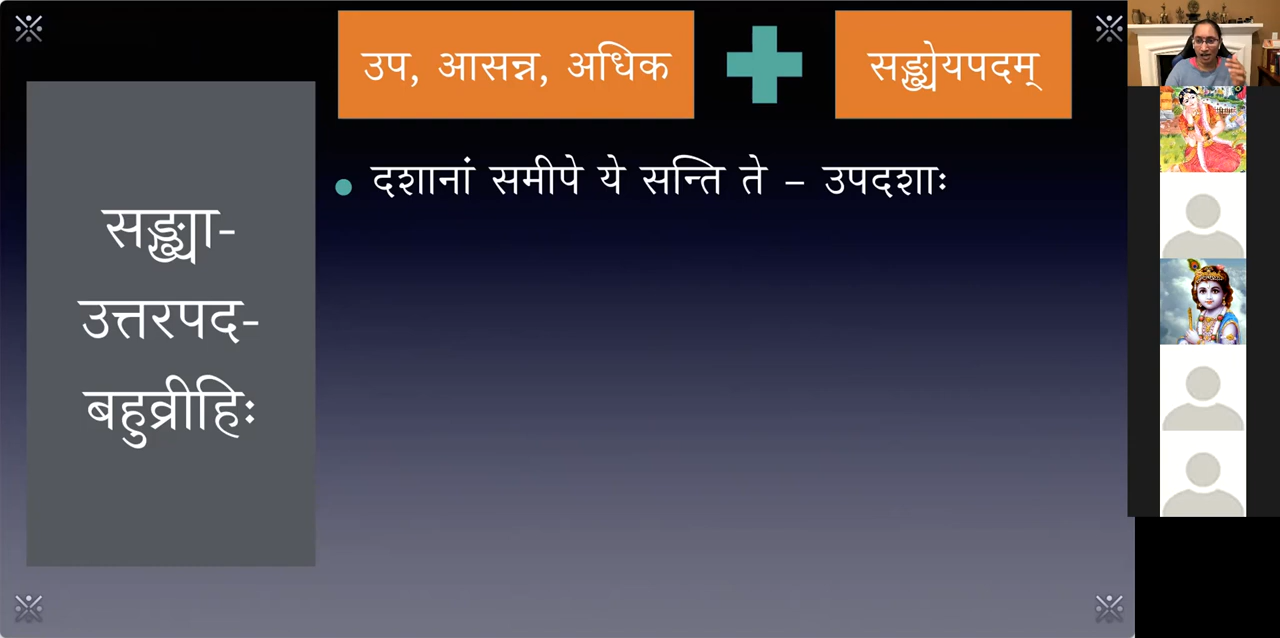 उप, आसन्न, अधिक
सङ्ख्येयपदम्
सङ्ख्या-
उत्तरपद-
बहुव्रीहिः
दशानां समीपे ये सन्ति ते – उपदशाः